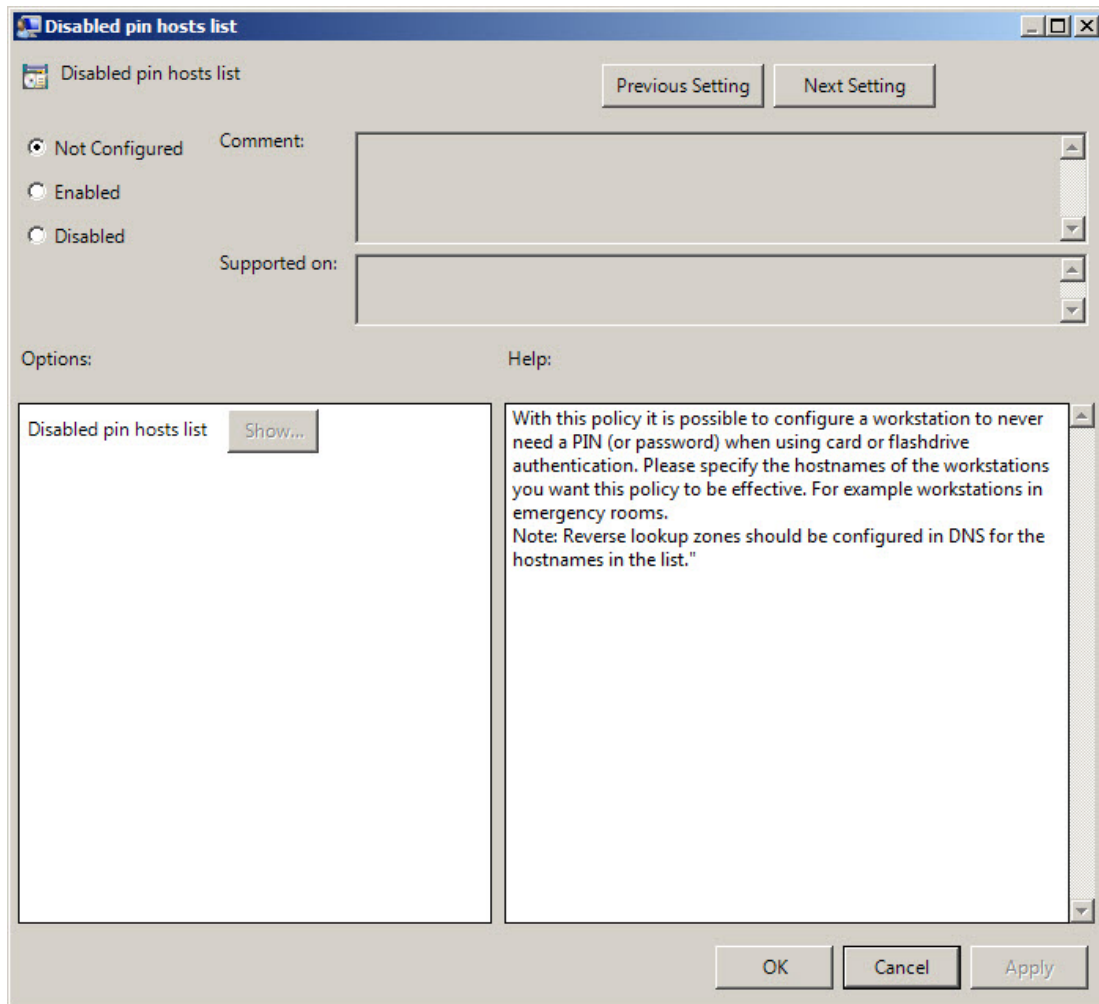 Disabled pin hosts list
Disabled pin hosts list
Previous Setting
Next Setting
Not Configured
Comment:
Enabled
Disabled
Supported on:
Options:
Help:
Disabled pin hosts list
Show...
With this policy it is possible to configure a workstation to never
need a PIN (or password) when using card or flashdrive
authentication. Please specify the hostnames of the workstations
you want this policy to be effective. For example workstations in
emergency rooms.
Note: Reverse lookup zones should be configured in DNS for the
hostnames in the list."
OK
Cancel
Apply